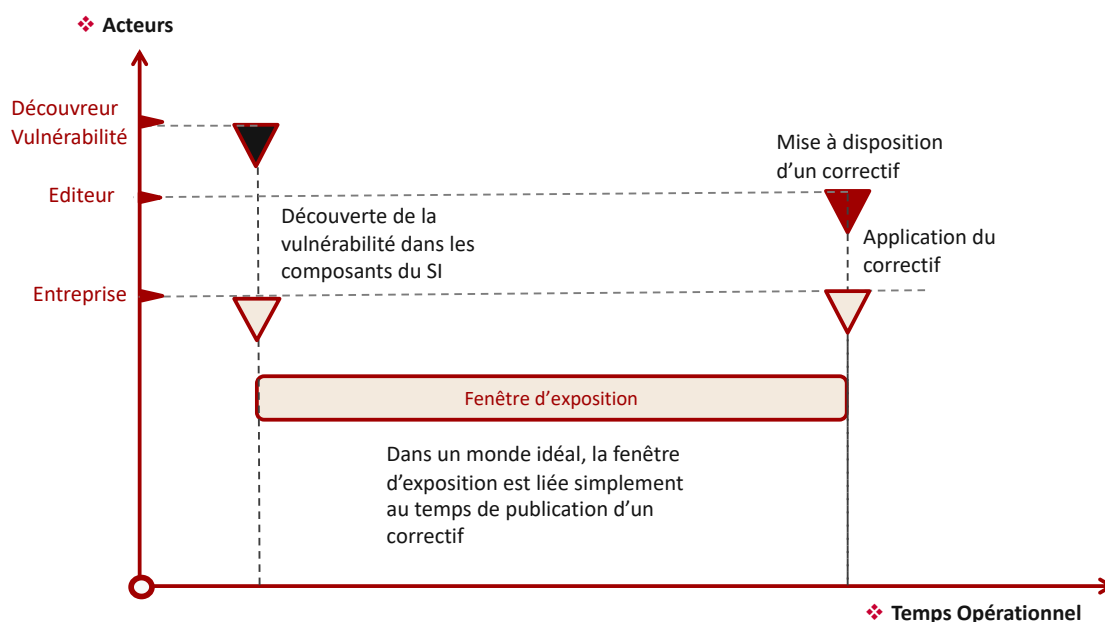 ❖ Acteurs
Découvreur
Vulnérabilité
Mise à disposition
d’un correctif
Editeur
Découverte de la
vulnérabilité dans les
composants du SI
Application du
correctif
Entreprise
Fenêtre d’exposition
Dans un monde idéal, la fenêtre
d’exposition est liée simplement
au temps de publication d’un
correctif
❖ Temps Opérationnel